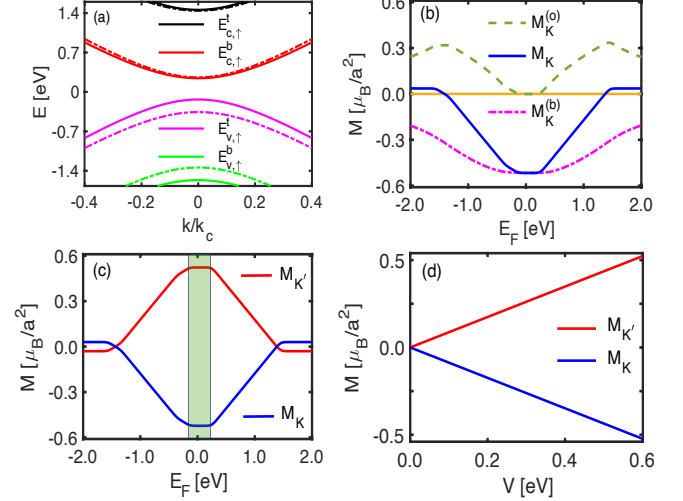 (a)
E [eV]
1.4
0.7
0
-0.7
-1.4
E^t_{c,↑}
E^b_{c,↑}
E^t_{v,↑}
E^b_{v,↑}
-0.4 -0.2 0 0.2 0.4
k/k_c
(b)
M [μ_B/a²]
0.6
0.3
0.0
-0.3
-0.6
M_K^{(o)}
M_K
M_K^{(b)}
-2.0 -1.0 0.0 1.0 2.0
E_F [eV]
(c)
M [μ_B/a²]
0.6
0.3
0.0
-0.3
-0.6
M_{K'}
M_K
-2.0 -1.0 0.0 1.0 2.0
E_F [eV]
(d)
M [μ_B/a²]
0.5
0.0
-0.5
M_{K'}
M_K
0.0 0.2 0.4 0.6
V [eV]